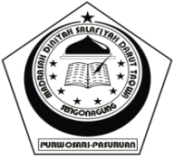 MADRASAH DINIYAH SALAFIYAH DARUT TAQWA
SENGONAGUNG
PURWOSARI-PASURUAN